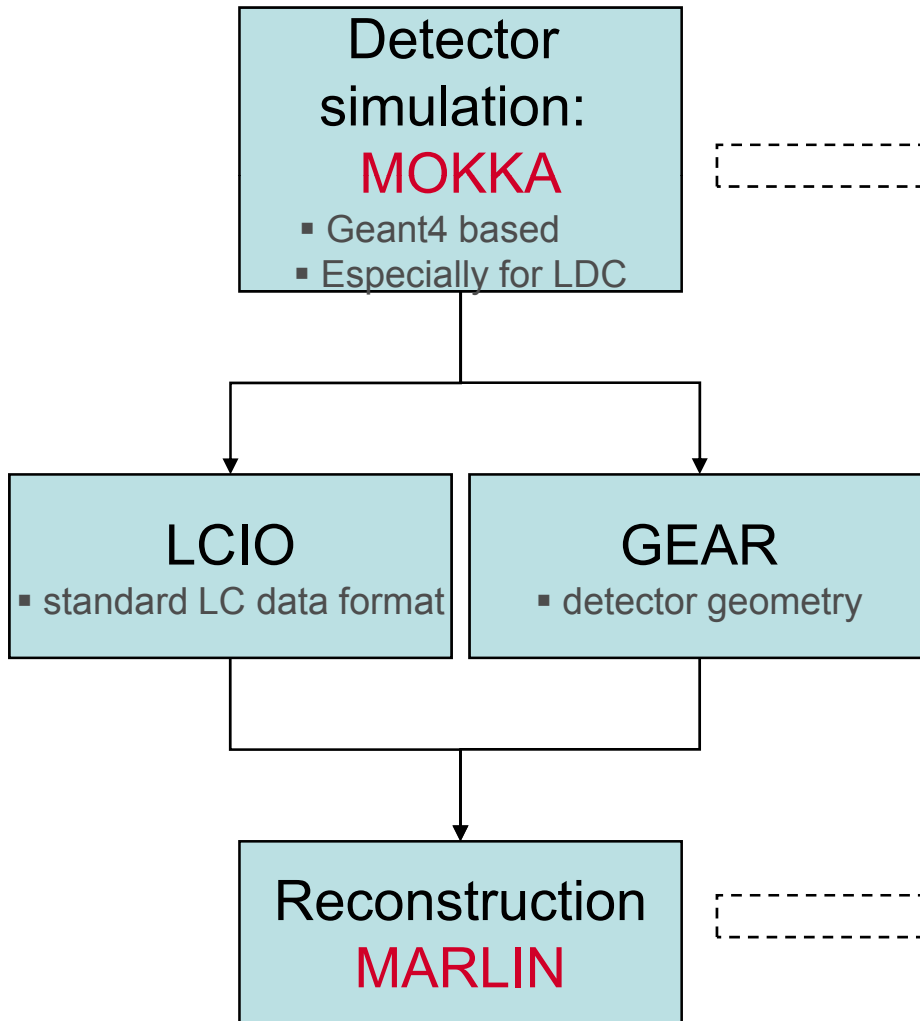 Detector
simulation:
MOKKA
▪ Geant4 based
▪ Especially for LDC
LCIO
▪ standard LC data format
GEAR
▪ detector geometry
Reconstruction
MARLIN